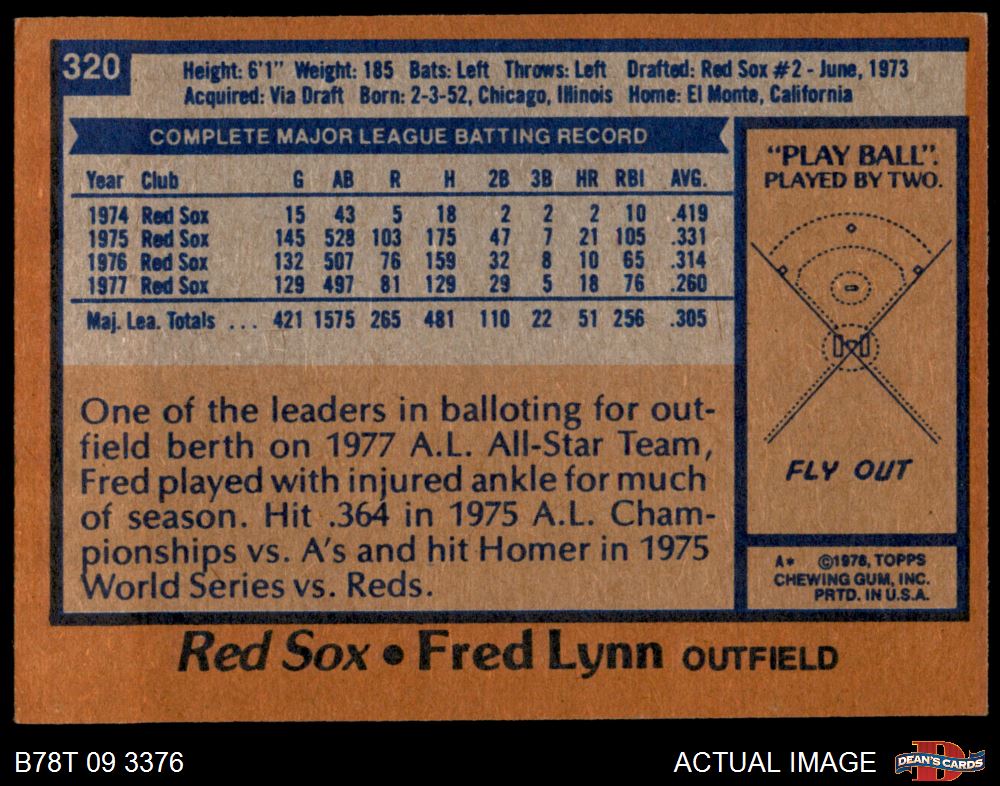 320
Height: 6'1" Weight: 185 Bats: Left Throws: Left Drafted: Red Sox #2 - June, 1973
Acquired: Via Draft Born: 2-3-52, Chicago, Illinois Home: El Monte, California
COMPLETE MAJOR LEAGUE BATTING RECORD
Year Club G AB R H 2B 3B HR RBI AVG.
1974 Red Sox 15 43 5 18 2 2 2 10 .419
1975 Red Sox 145 528 103 175 47 7 21 105 .331
1976 Red Sox 132 507 76 159 32 8 10 65 .314
1977 Red Sox 129 497 81 129 29 5 18 76 .260
Maj. Lea. Totals ... 421 1575 265 481 110 22 51 256 .305
One of the leaders in balloting for out-
field berth on 1977 A.L. All-Star Team,
Fred played with injured ankle for much
of season. Hit .364 in 1975 A.L. Cham-
pionships vs. A's and hit Homer in 1975
World Series vs. Reds.
"PLAY BALL":
PLAYED BY TWO.
FLY OUT
A* ©1978, TOPPS
CHEWING GUM, INC.
PRTD. IN U.S.A.
Red Sox • Fred Lynn OUTFIELD
B78T 09 3376
ACTUAL IMAGE
D
DEAN'S CARDS